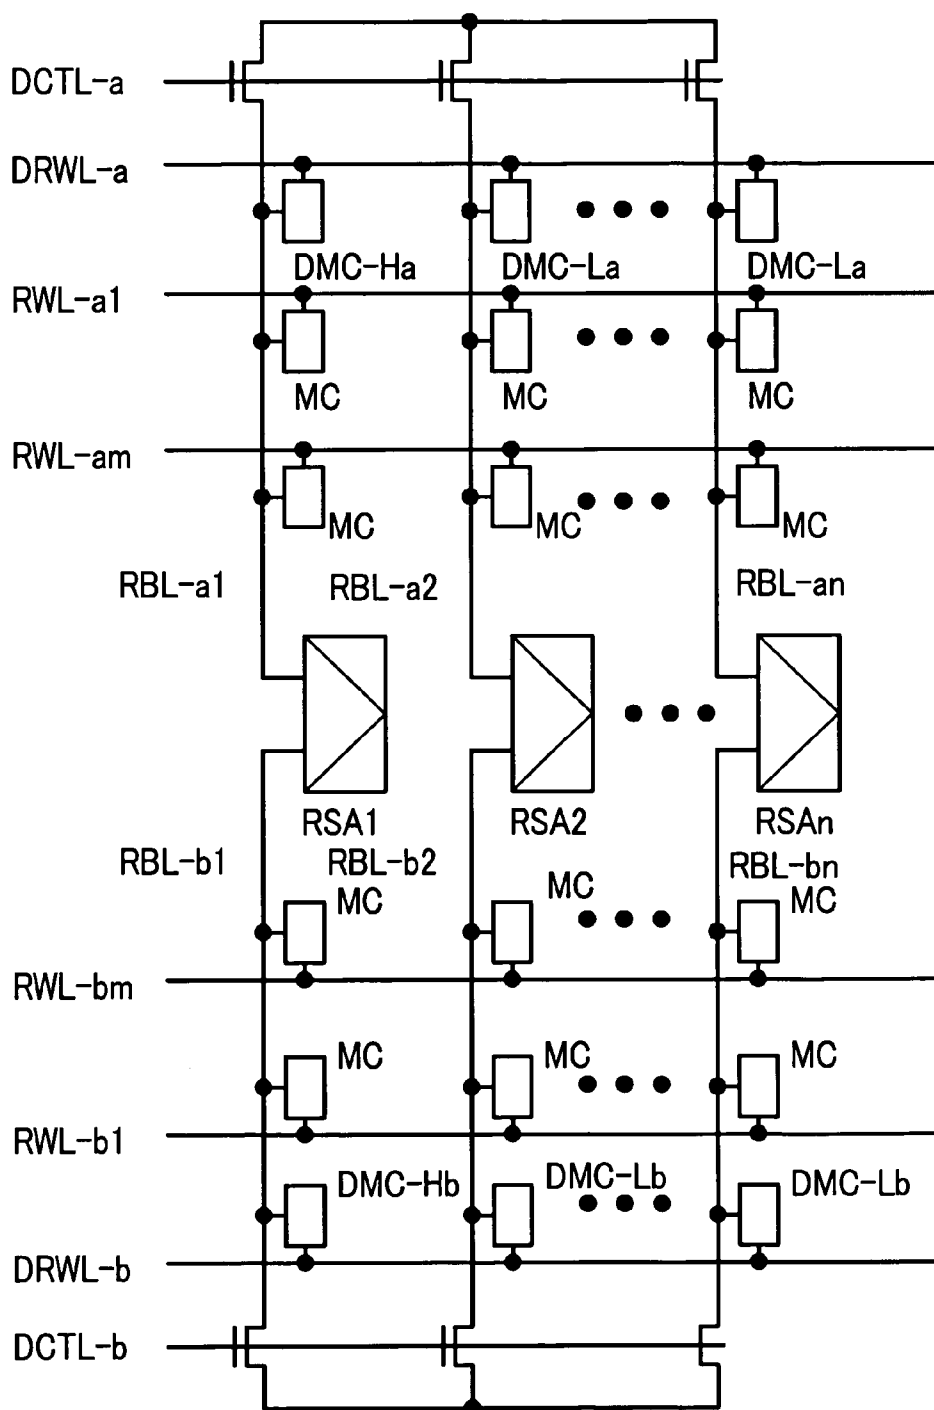 DCTL-a
DRWL-a
DMC-Ha DMC-La DMC-La
RWL-a1
MC MC MC
RWL-am
MC MC MC
RBL-a1 RBL-a2 RBL-an
RSA1 RSA2 RSAn
RBL-b1 RBL-b2 RBL-bn
MC MC MC
RWL-bm
MC MC MC
RWL-b1
DMC-Hb DMC-Lb DMC-Lb
DRWL-b
DCTL-b